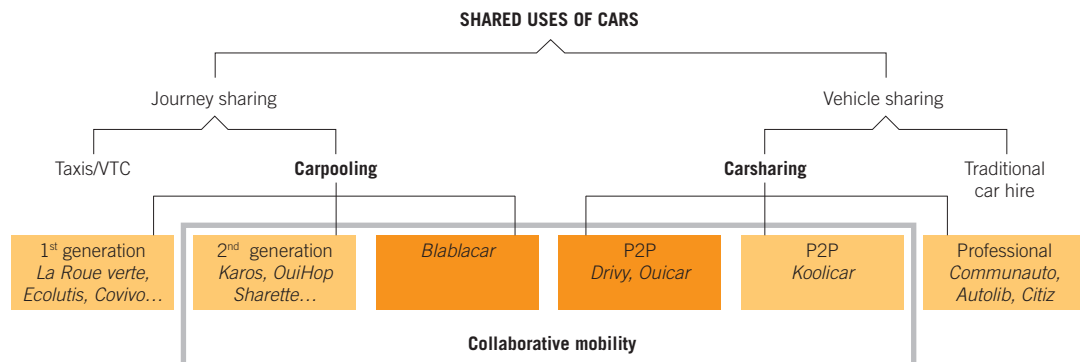 SHARED USES OF CARS
Journey sharing
Vehicle sharing
Taxis/VTC
Carpooling
Carsharing
Traditional
car hire
1st generation
La Roue verte,
Ecolutis, Covivo…
2nd generation
Karos, OuiHop
Sharette…
Blablacar
P2P
Drivy, Ouicar
P2P
Koolicar
Professional
Communauto,
Autolib, Citiz
Collaborative mobility